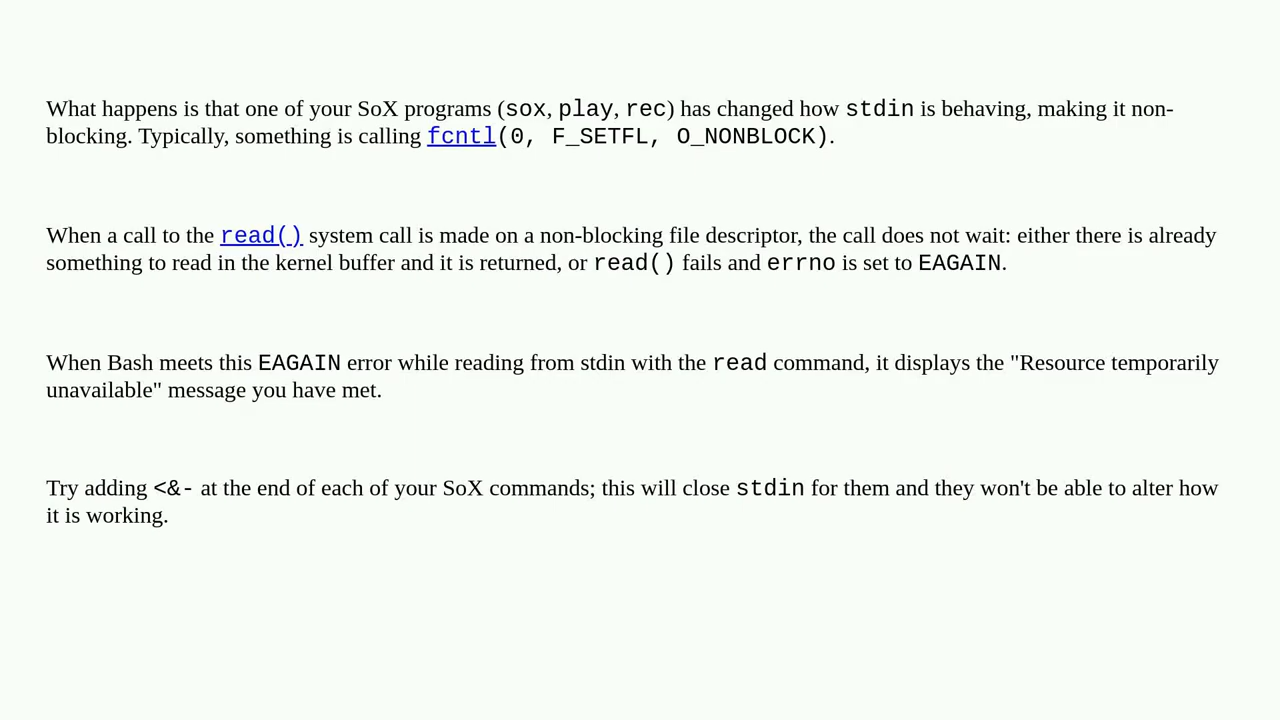 What happens is that one of your SoX programs (sox, play, rec) has changed how stdin is behaving, making it non-
blocking. Typically, something is calling fcntl(0, F_SETFL, O_NONBLOCK).
When a call to the read() system call is made on a non-blocking file descriptor, the call does not wait: either there is already
something to read in the kernel buffer and it is returned, or read() fails and errno is set to EAGAIN.
When Bash meets this EAGAIN error while reading from stdin with the read command, it displays the "Resource temporarily
unavailable" message you have met.
Try adding <&- at the end of each of your SoX commands; this will close stdin for them and they won't be able to alter how
it is working.